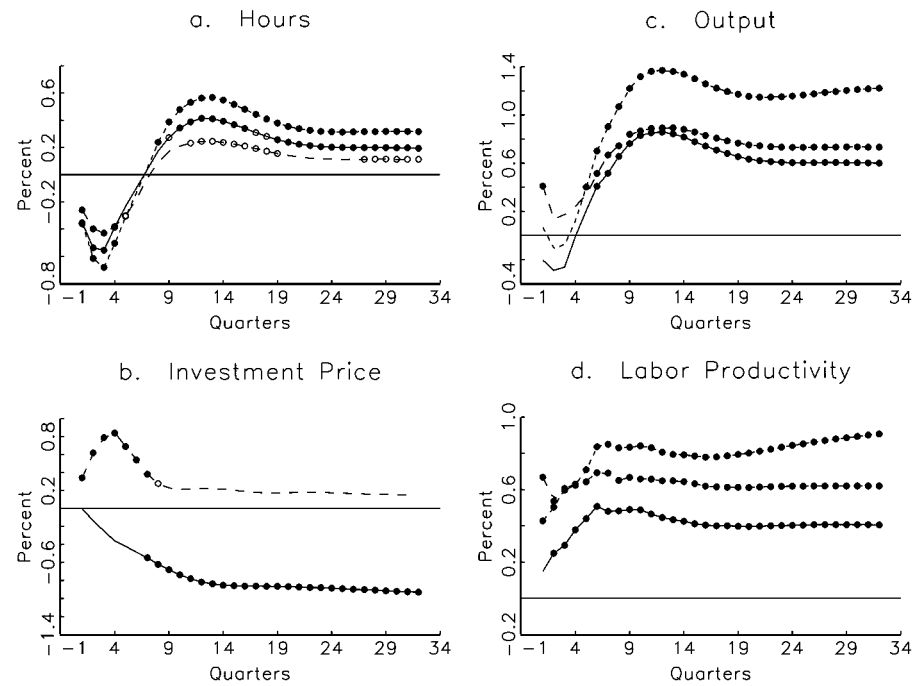 a. Hours
Percent
0.6
0.2
−0.2
−0.8
−1 4 9 14 19 24 29 34
Quarters
c. Output
Percent
1.4
1.0
0.6
0.2
−0.4
−1 4 9 14 19 24 29 34
Quarters
b. Investment Price
Percent
0.8
0.2
−0.6
−1.4
−1 4 9 14 19 24 29 34
Quarters
d. Labor Productivity
Percent
1.0
0.6
0.2
−0.2
−1 4 9 14 19 24 29 34
Quarters